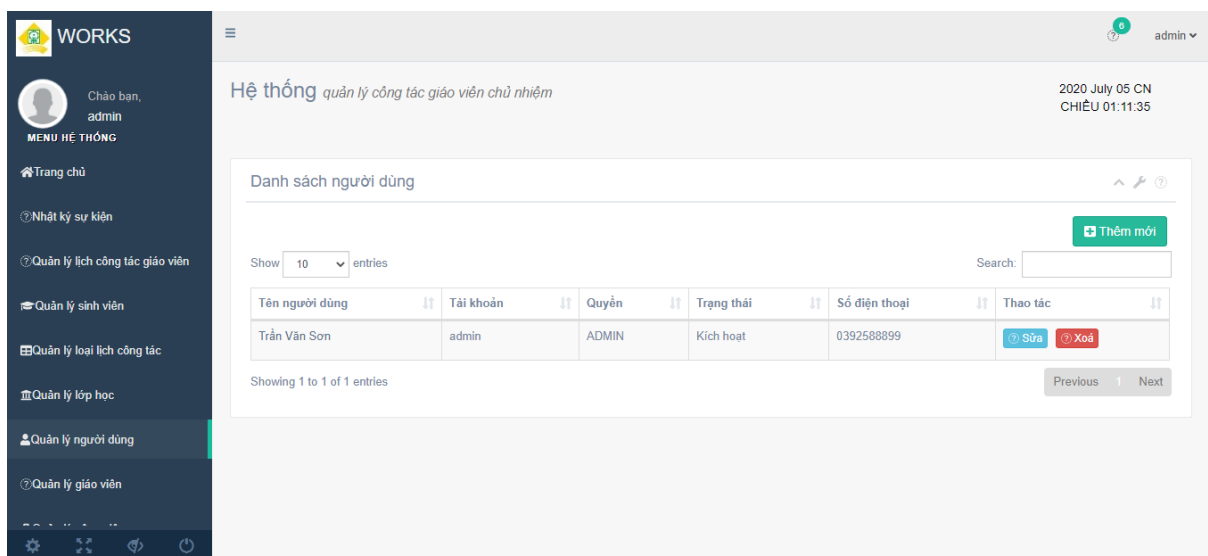 WORKS
6
admin
Chào bạn,
admin
MENU HỆ THỐNG
Hệ thống quản lý công tác giáo viên chủ nhiệm
2020 July 05 CN
CHIỀU 01:11:35
Trang chủ
Nhật ký sự kiện
Quản lý lịch công tác giáo viên
Quản lý sinh viên
Quản lý loại lịch công tác
Quản lý lớp học
Quản lý người dùng
Quản lý giáo viên
Danh sách người dùng
Thêm mới
Show 10 entries
Search:
Tên người dùng Tài khoản Quyền Trạng thái Số điện thoại Thao tác
Trần Văn Sơn admin ADMIN Kích hoạt 0392588899 Sửa Xoá
Showing 1 to 1 of 1 entries
Previous 1 Next